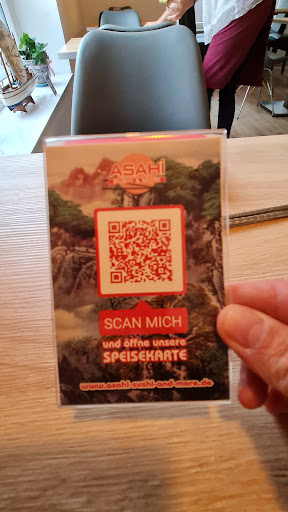 ASAHI
SCAN MICH
und öffne unsere
SPEISEKARTE
www.asahi-sushi-and-more.de